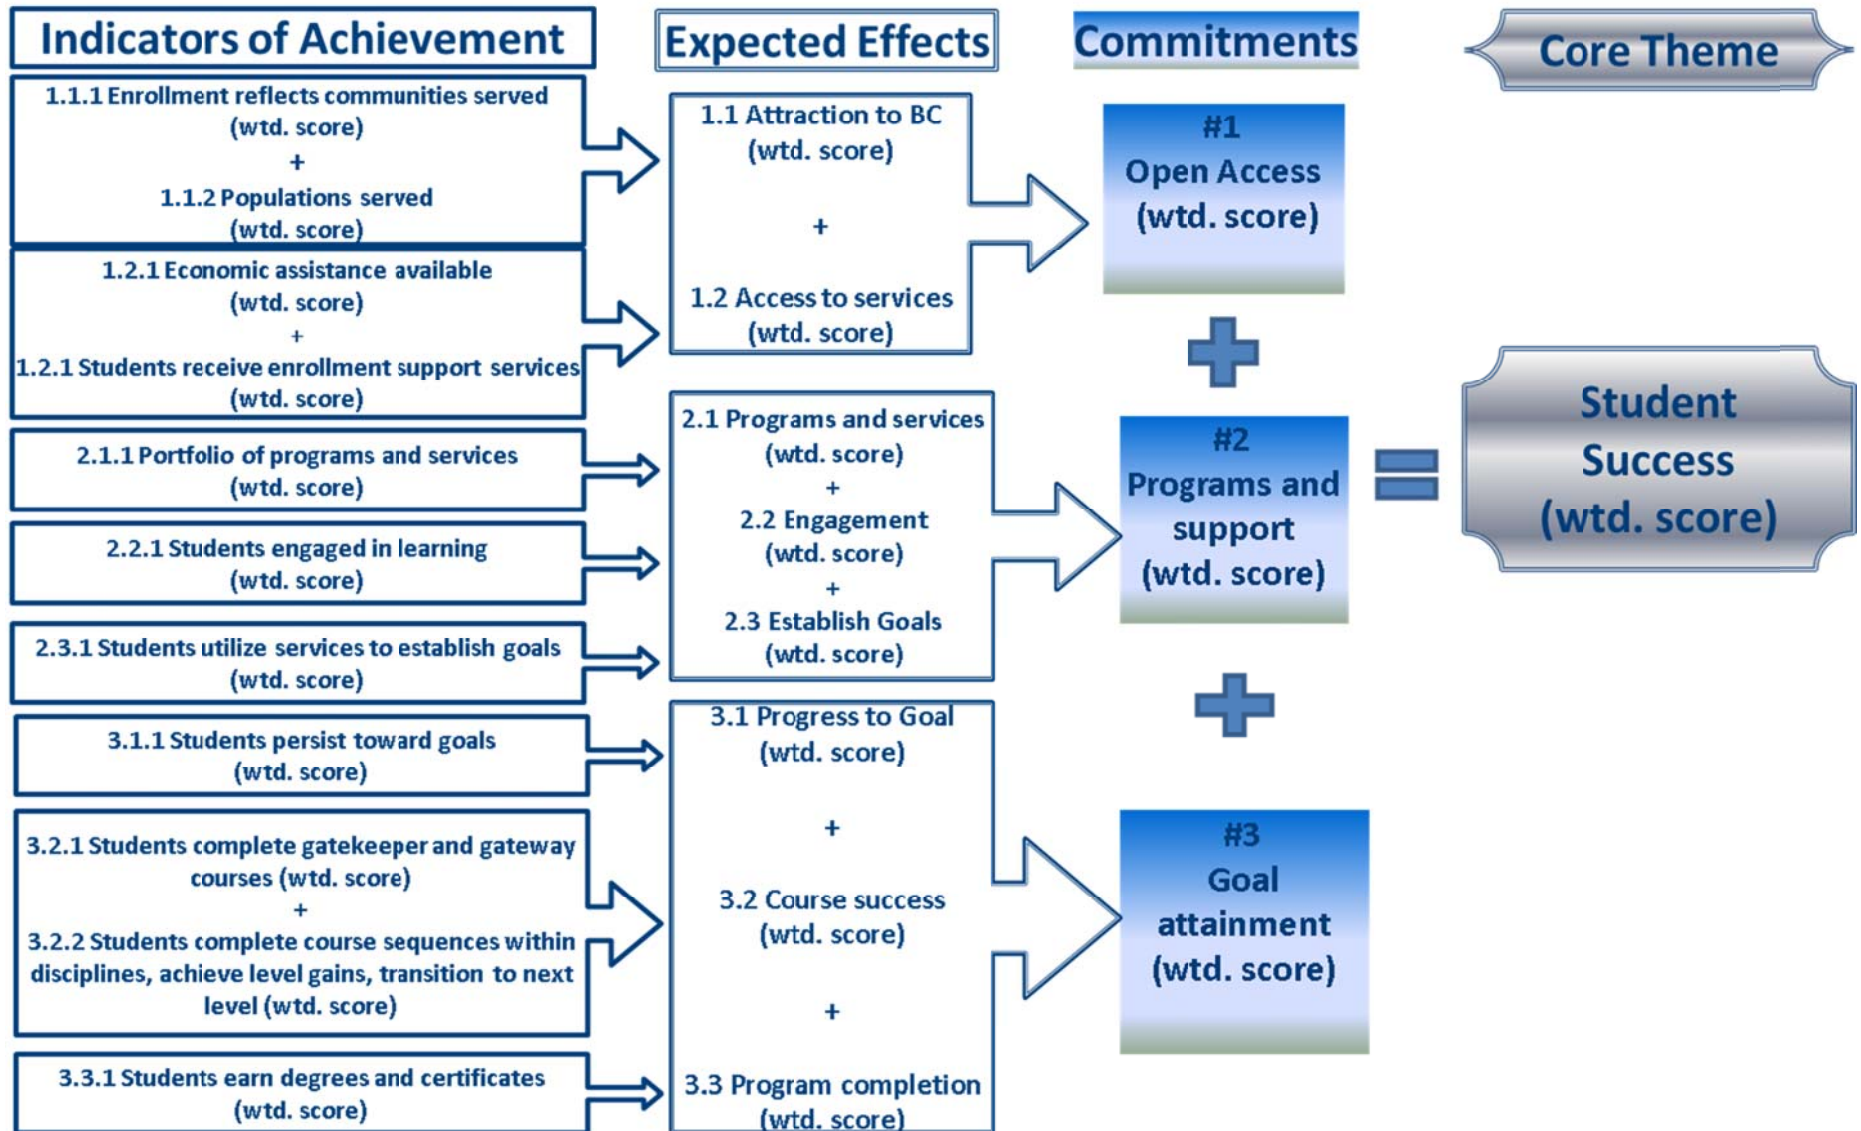 Indicators of Achievement
1.1.1 Enrollment reflects communities served
(wtd. score)
+
1.1.2 Populations served
(wtd. score)
1.2.1 Economic assistance available
(wtd. score)
+
1.2.1 Students receive enrollment support services
(wtd. score)
2.1.1 Portfolio of programs and services
(wtd. score)
2.2.1 Students engaged in learning
(wtd. score)
2.3.1 Students utilize services to establish goals
(wtd. score)
3.1.1 Students persist toward goals
(wtd. score)
3.2.1 Students complete gatekeeper and gateway
courses (wtd. score)
+
3.2.2 Students complete course sequences within
disciplines, achieve level gains, transition to next
level (wtd. score)
3.3.1 Students earn degrees and certificates
(wtd. score)
Expected Effects
1.1 Attraction to BC
(wtd. score)
+
1.2 Access to services
(wtd. score)
2.1 Programs and services
(wtd. score)
+
2.2 Engagement
(wtd. score)
+
2.3 Establish Goals
(wtd. score)
3.1 Progress to Goal
(wtd. score)
+
3.2 Course success
(wtd. score)
+
3.3 Program completion
(wtd. score)
Commitments
#1
Open Access
(wtd. score)
#2
Programs and
support
(wtd. score)
#3
Goal
attainment
(wtd. score)
Core Theme
Student
Success
(wtd. score)